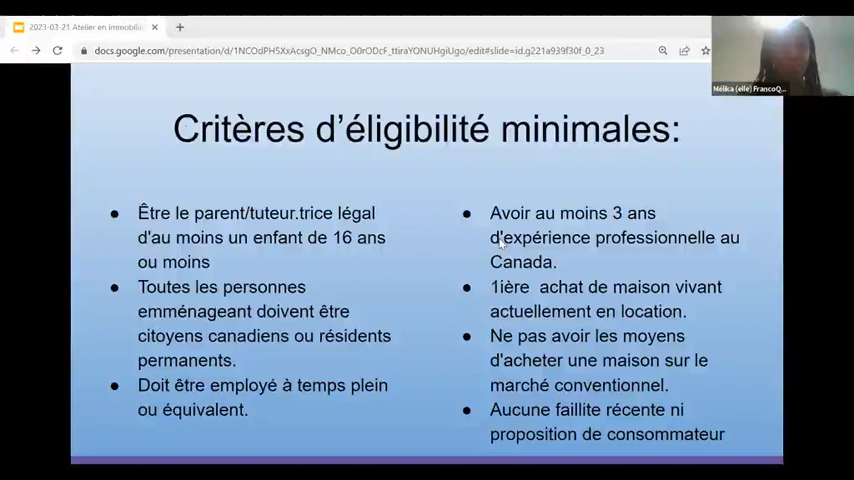 2023-03-21 Atelier en immobili
docs.google.com/presentation/d/1NCOdPH5XxAcsgO_NMco_O0rODcF_ttiraYONUHgiUgo/edit#slide=id.g221a939f30f_0_23
Mélika (elle) FrancoQ...
Critères d'éligibilité minimales:
Être le parent/tuteur.trice légal
d'au moins un enfant de 16 ans
ou moins
Toutes les personnes
emménageant doivent être
citoyens canadiens ou résidents
permanents.
Doit être employé à temps plein
ou équivalent.
Avoir au moins 3 ans
d'expérience professionnelle au
Canada.
1ière achat de maison vivant
actuellement en location.
Ne pas avoir les moyens
d'acheter une maison sur le
marché conventionnel.
Aucune faillite récente ni
proposition de consommateur